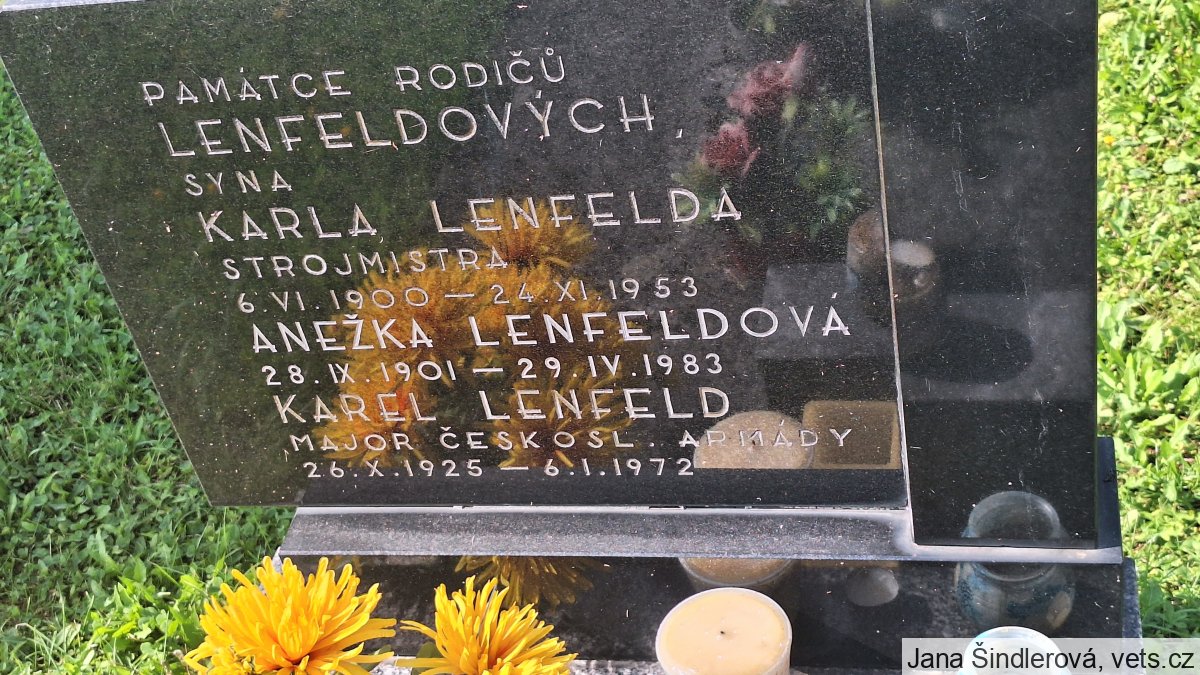 PAMÁTCE RODIČŮ
LENFELDOVÝCH,
SYNA
KARLA LENFELDA
STROJMISTRA
6.VI.1900 — 24.XI.1953
ANEŽKA LENFELDOVÁ
28.IX.1901 — 29.IV.1983
KAREL LENFELD
MAJOR ČESKOSL. ARMÁDY
26.X.1925 — 6.1.1972
Jana Šindlerová, vets.cz